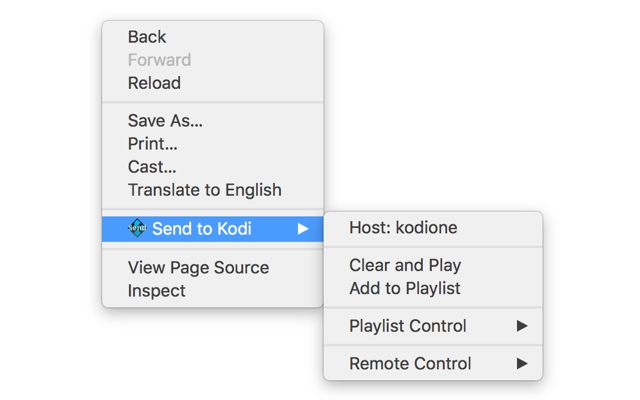 Back
Forward
Reload
Save As...
Print...
Cast...
Translate to English
Send Send to Kodi
View Page Source
Inspect
Host: kodione
Clear and Play
Add to Playlist
Playlist Control
Remote Control